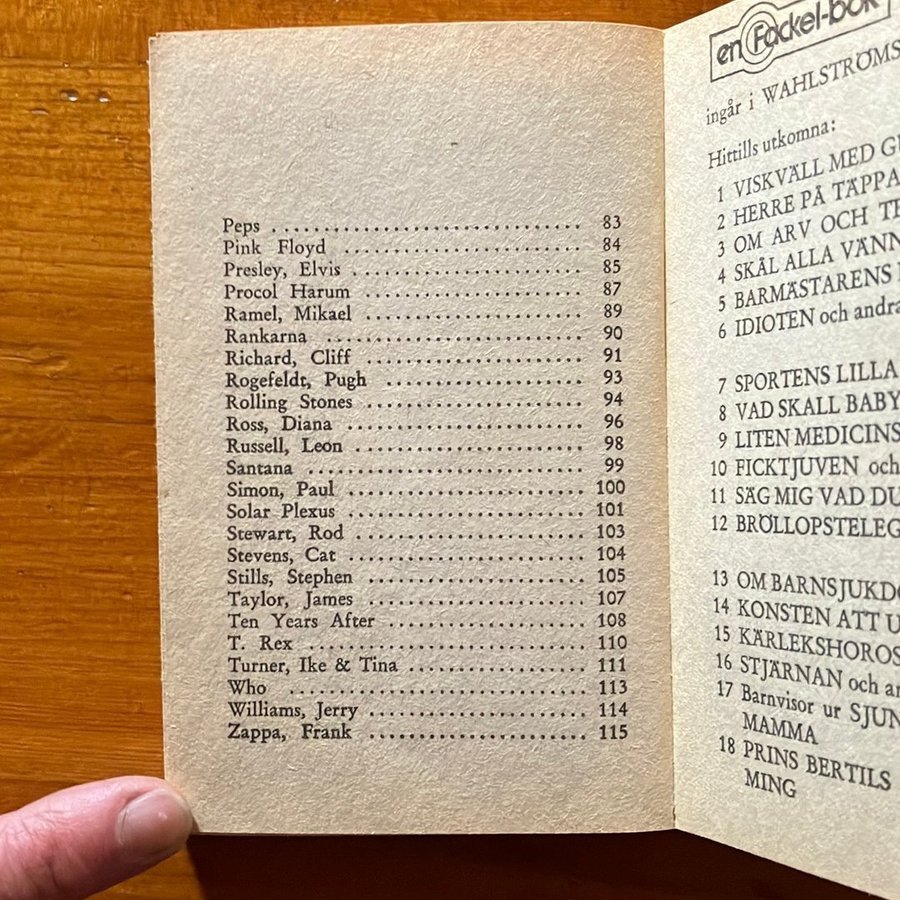 Peps ........................ 83
Pink Floyd ........................ 84
Presley, Elvis ........................ 85
Procol Harum ........................ 87
Ramel, Mikael ........................ 89
Rankarna ........................ 90
Richard, Cliff ........................ 91
Rogefeldt, Pugh ........................ 93
Rolling Stones ........................ 94
Ross, Diana ........................ 96
Russell, Leon ........................ 98
Santana ........................ 99
Simon, Paul ........................ 100
Solar Plexus ........................ 101
Stewart, Rod ........................ 103
Stevens, Cat ........................ 104
Stills, Stephen ........................ 105
Taylor, James ........................ 107
Ten Years After ........................ 108
T. Rex ........................ 110
Turner, Ike & Tina ........................ 111
Who ........................ 113
Williams, Jerry ........................ 114
Zappa, Frank ........................ 115
en Fackel-bok
ingår i WAHLSTRÖMS
Hittills utkomna:
1 VISKVÄLL MED
2 HERRE PÅ TÄPPA
3 OM ARV OCH
4 SKÅL ALLA
5 BARMÄSTARENS
6 IDIOTEN och andra
7 SPORTENS LILLA
8 VAD SKALL
9 LITEN
10 FICKTJUVEN och
11 SÄG MIG VAD DU
12
13 OM
14 KONSTEN ATT
15
16 STJÄRNAN och
17 Barnvisor ur
MAMMA
18 PRINS BERTILS
MING